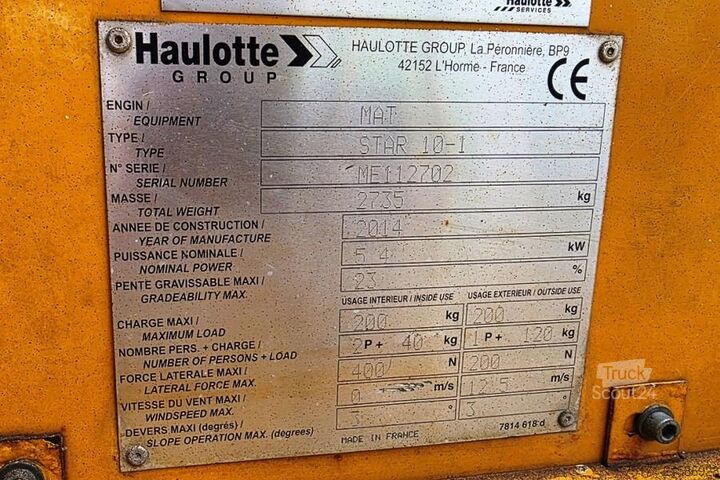 Haulotte
SERVICES
Haulotte
GROUP
HAULOTTE GROUP, La Péronnière, BP9
42152 L'Horme - France
CE
ENGIN / EQUIPMENT MAT
TYPE / TYPE STAR 10-1
N° SERIE / SERIAL NUMBER ME112702
MASSE / TOTAL WEIGHT 2735 kg
ANNEE DE CONSTRUCTION / YEAR OF MANUFACTURE 2014
PUISSANCE NOMINALE / NOMINAL POWER 5.4 kW
PENTE GRAVISSABLE MAXI / GRADEABILITY MAX. 23 %
USAGE INTERIEUR / INSIDE USE USAGE EXTERIEUR / OUTSIDE USE
CHARGE MAXI / MAXIMUM LOAD 200 kg 200 kg
NOMBRE PERS. + CHARGE / NUMBER OF PERSONS + LOAD 2 P + 40 kg 1 P + 120 kg
FORCE LATERALE MAXI / LATERAL FORCE MAX. 400 N 200 N
VITESSE DU VENT MAXI / WINDSPEED MAX. 0 m/s 12.5 m/s
DEVERS MAXI (degrés) / SLOPE OPERATION MAX. (degrees) 3 ° 3 °
MADE IN FRANCE 7814 618 d
Truck
Scout24